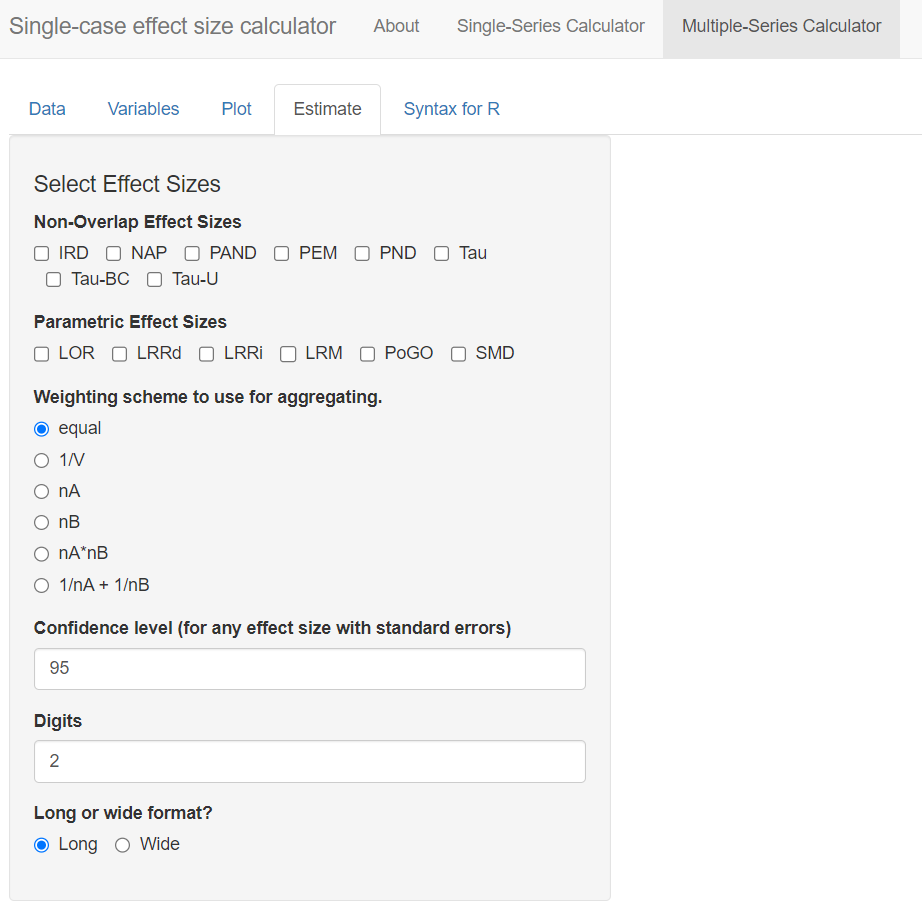 Single-case effect size calculator About Single-Series Calculator Multiple-Series Calculator
Data Variables Plot Estimate Syntax for R
Select Effect Sizes
Non-Overlap Effect Sizes
IRD NAP PAND PEM PND Tau
Tau-BC Tau-U
Parametric Effect Sizes
LOR LRRd LRRi LRM PoGO SMD
Weighting scheme to use for aggregating.
equal
1/V
nA
nB
nA*nB
1/nA + 1/nB
Confidence level (for any effect size with standard errors)
95
Digits
2
Long or wide format?
Long Wide